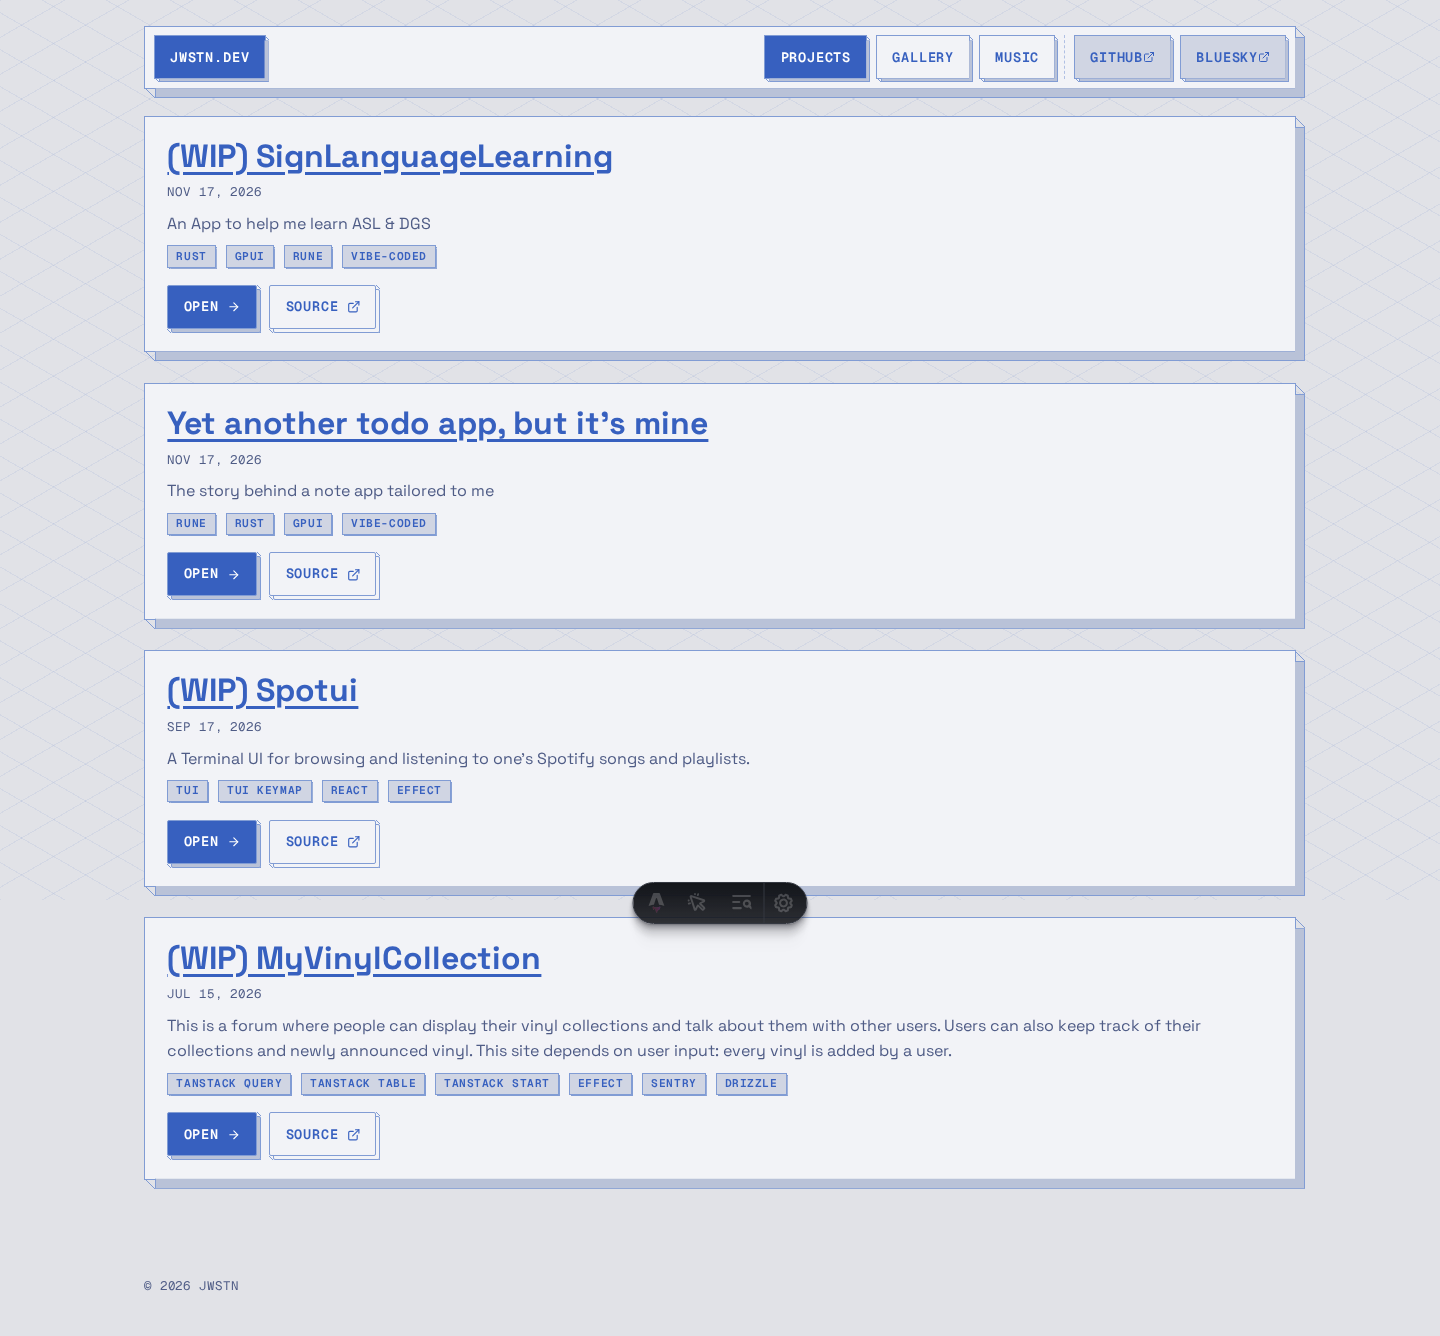 JWSTN.DEV PROJECTS GALLERY MUSIC GITHUB BLUESKY
(WIP) SignLanguageLearning
NOV 17, 2026
An App to help me learn ASL & DGS
RUST GPUI RUNE VIBE-CODED
OPEN → SOURCE
Yet another todo app, but it's mine
NOV 17, 2026
The story behind a note app tailored to me
RUNE RUST GPUI VIBE-CODED
OPEN → SOURCE
(WIP) Spotui
SEP 17, 2026
A Terminal UI for browsing and listening to one's Spotify songs and playlists.
TUI TUI KEYMAP REACT EFFECT
OPEN → SOURCE
(WIP) MyVinylCollection
JUL 15, 2026
This is a forum where people can display their vinyl collections and talk about them with other users. Users can also keep track of their
collections and newly announced vinyl. This site depends on user input: every vinyl is added by a user.
TANSTACK QUERY TANSTACK TABLE TANSTACK START EFFECT SENTRY DRIZZLE
OPEN → SOURCE
© 2026 JWSTN